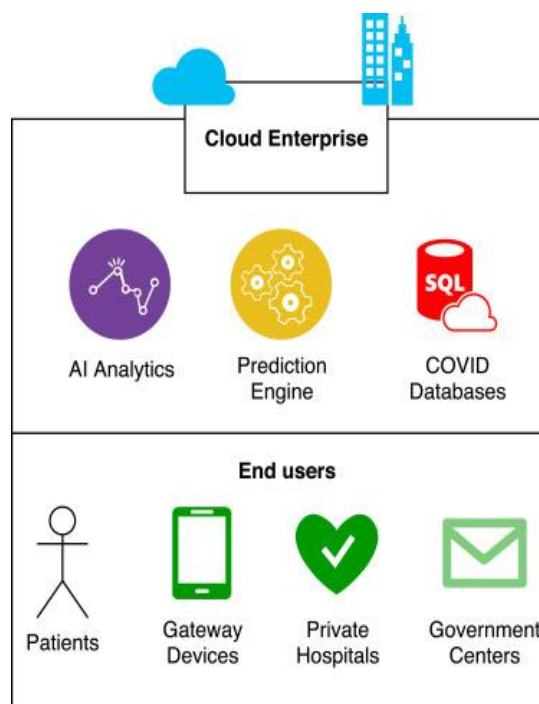 Cloud Enterprise
SQL
AI Analytics
Prediction
Engine
COVID
Databases
End users
Patients
Gateway
Devices
Private
Hospitals
Government
Centers